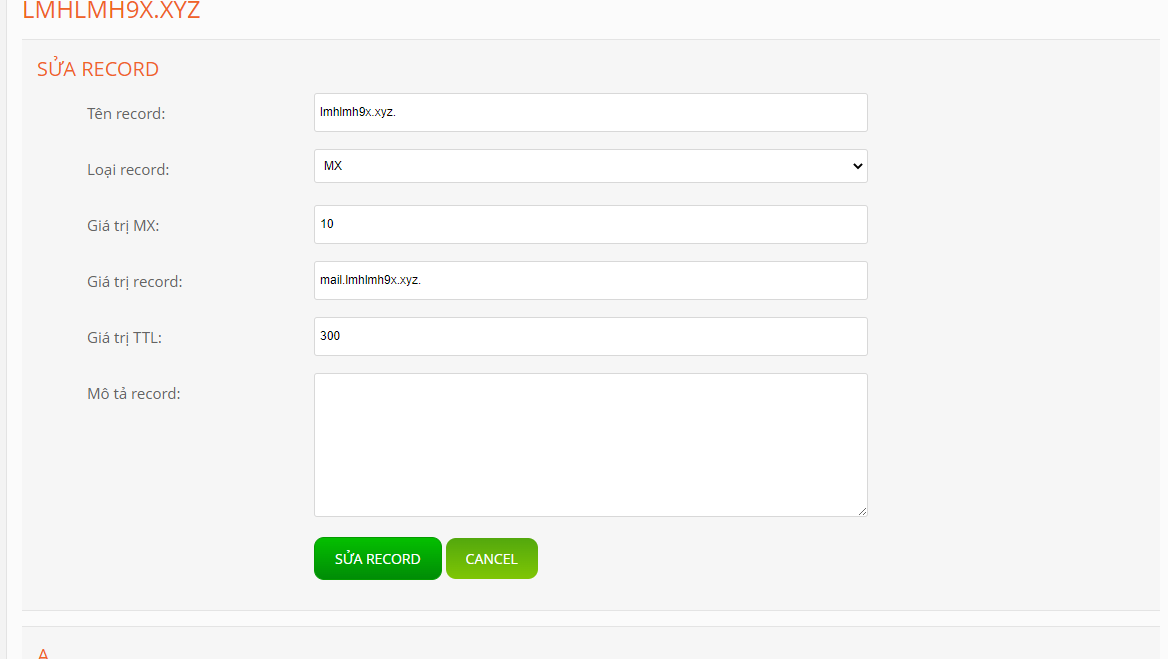 LMHLMH9X.XYZ
SỬA RECORD
Tên record: lmhlmh9x.xyz.
Loại record: MX
Giá trị MX: 10
Giá trị record: mail.lmhlmh9x.xyz.
Giá trị TTL: 300
Mô tả record:
SỬA RECORD CANCEL
A